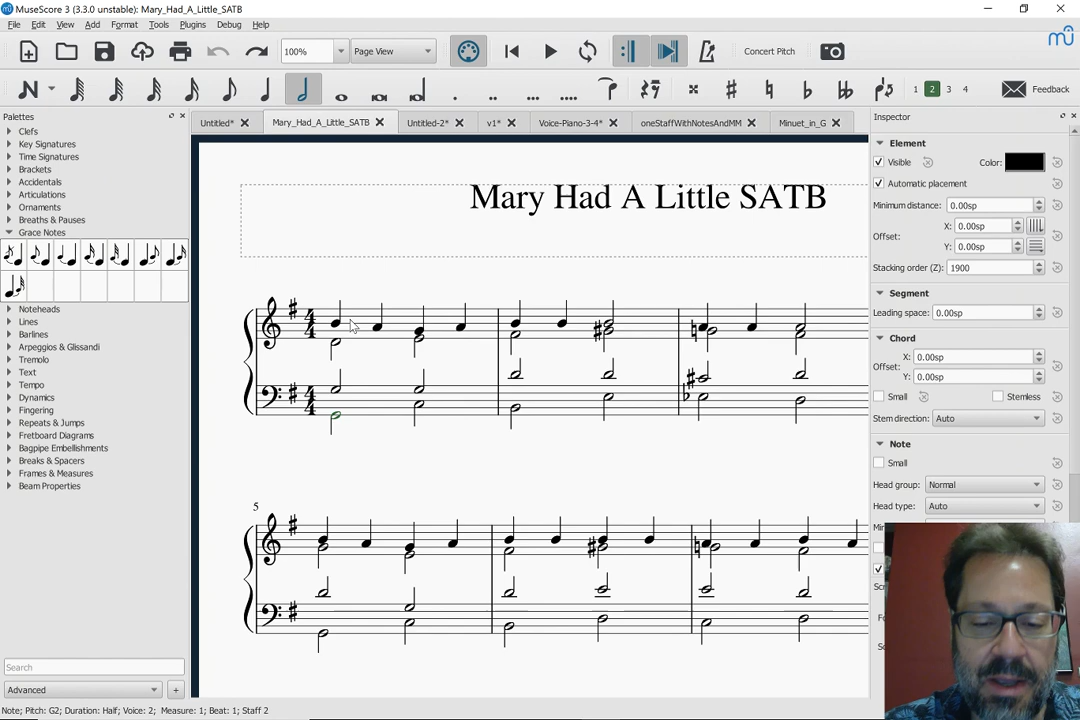 MuseScore 3 (3.3.0 unstable): Mary_Had_A_Little_SATB
File Edit View Add Format Tools Plugins Debug Help
100% Page View Concert Pitch
1 2 3 4 Feedback
Palettes
Untitled* Mary_Had_A_Little_SATB Untitled-2* v1* Voice-Piano-3-4* oneStaffWithNotesAndMM Minuet_in_G
Inspector
Clefs
Key Signatures
Time Signatures
Brackets
Accidentals
Articulations
Ornaments
Breaths & Pauses
Grace Notes
Noteheads
Lines
Barlines
Arpeggios & Glissandi
Tremolo
Text
Tempo
Dynamics
Fingering
Repeats & Jumps
Fretboard Diagrams
Bagpipe Embellishments
Breaks & Spacers
Frames & Measures
Beam Properties
Search
Advanced +
Mary Had A Little SATB
4
4
4
4
5
Element
Visible Color:
Automatic placement
Minimum distance: 0.00sp
X: 0.00sp
Offset:
Y: 0.00sp
Stacking order (Z): 1900
Segment
Leading space: 0.00sp
Chord
X: 0.00sp
Offset:
Y: 0.00sp
Small Stemless
Stem direction: Auto
Note
Small
Head group: Normal
Head type: Auto
Note; Pitch: G2; Duration: Half; Voice: 2; Measure: 1; Beat: 1; Staff 2